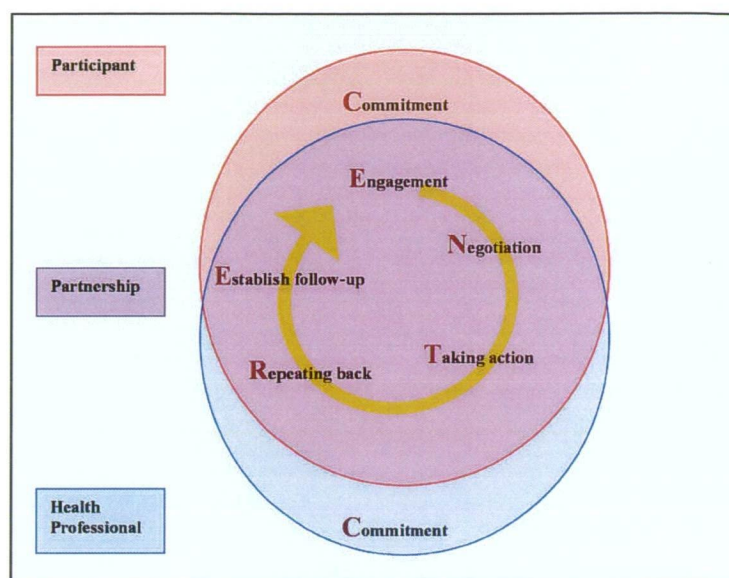 Participant
Commitment
Engagement
Negotiation
Partnership
Establish follow-up
Taking action
Repeating back
Health
Professional
Commitment